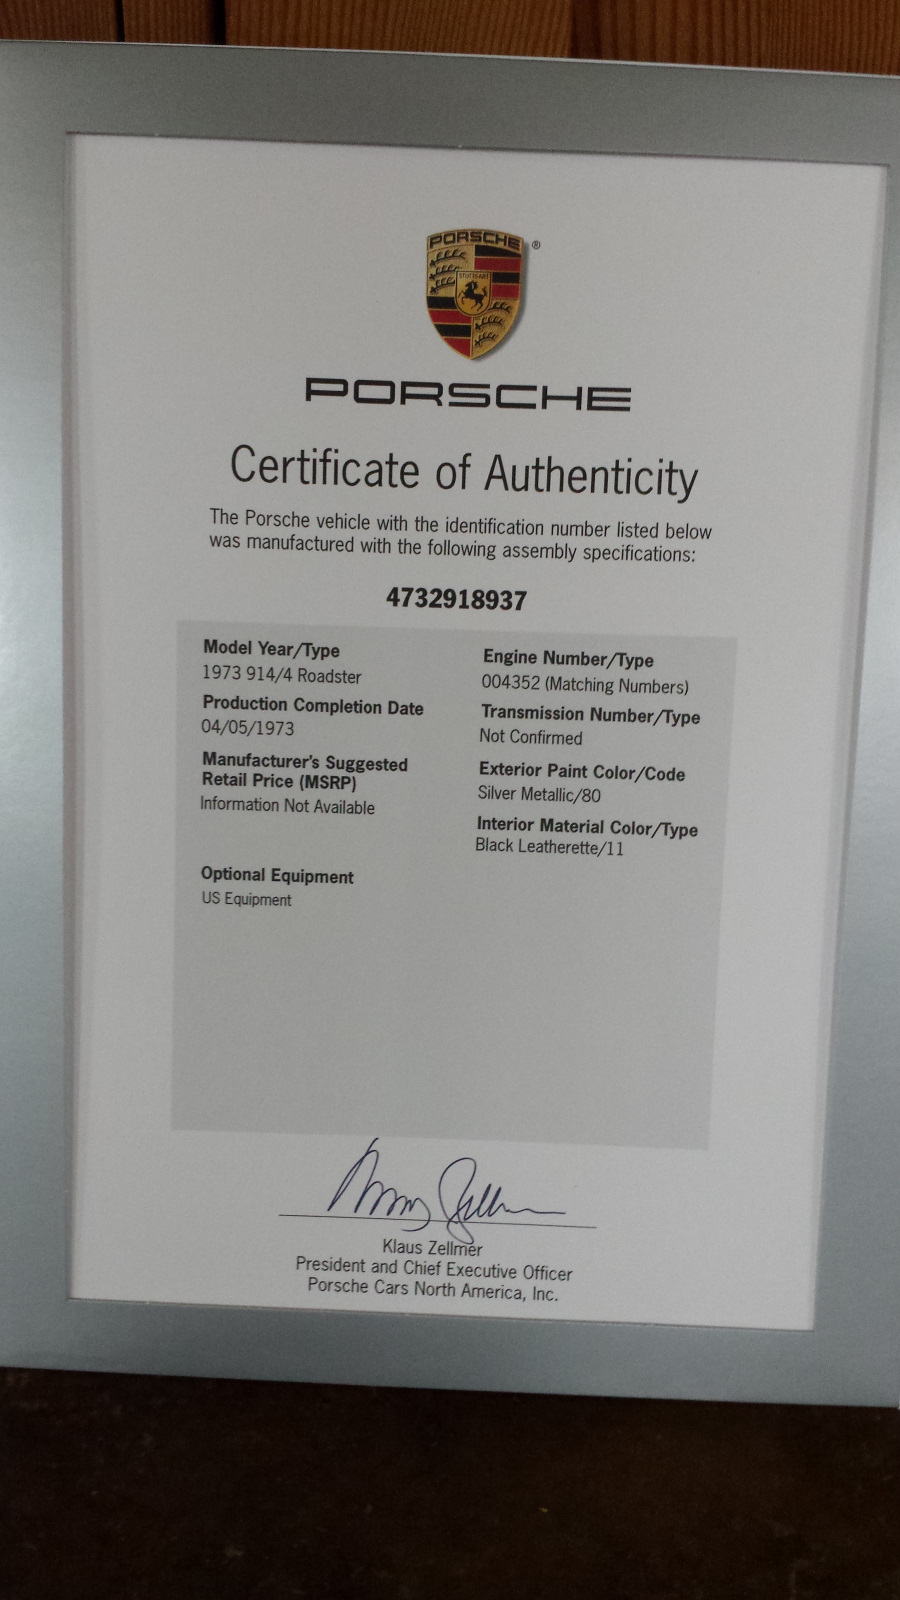 PORSCHE
STUTTGART
®
PORSCHE
Certificate of Authenticity
The Porsche vehicle with the identification number listed below
was manufactured with the following assembly specifications:
4732918937
Model Year/Type
1973 914/4 Roadster
Production Completion Date
04/05/1973
Manufacturer's Suggested
Retail Price (MSRP)
Information Not Available
Optional Equipment
US Equipment
Engine Number/Type
004352 (Matching Numbers)
Transmission Number/Type
Not Confirmed
Exterior Paint Color/Code
Silver Metallic/80
Interior Material Color/Type
Black Leatherette/11
Klaus Zellmer
President and Chief Executive Officer
Porsche Cars North America, Inc.